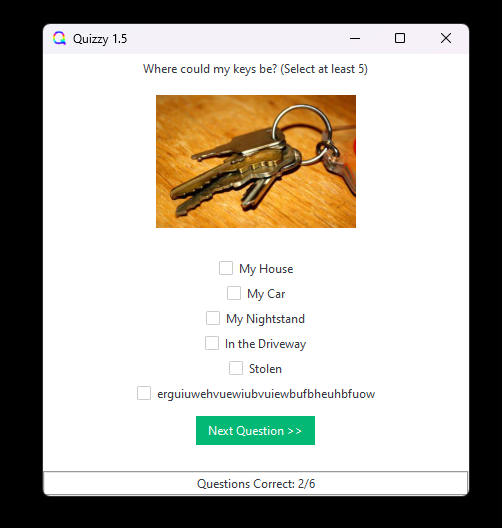 Quizzy 1.5
Where could my keys be? (Select at least 5)
My House
My Car
My Nightstand
In the Driveway
Stolen
erguiuwehvuewiubvuiewbufbheuhbfuow
Next Question >>
Questions Correct: 2/6